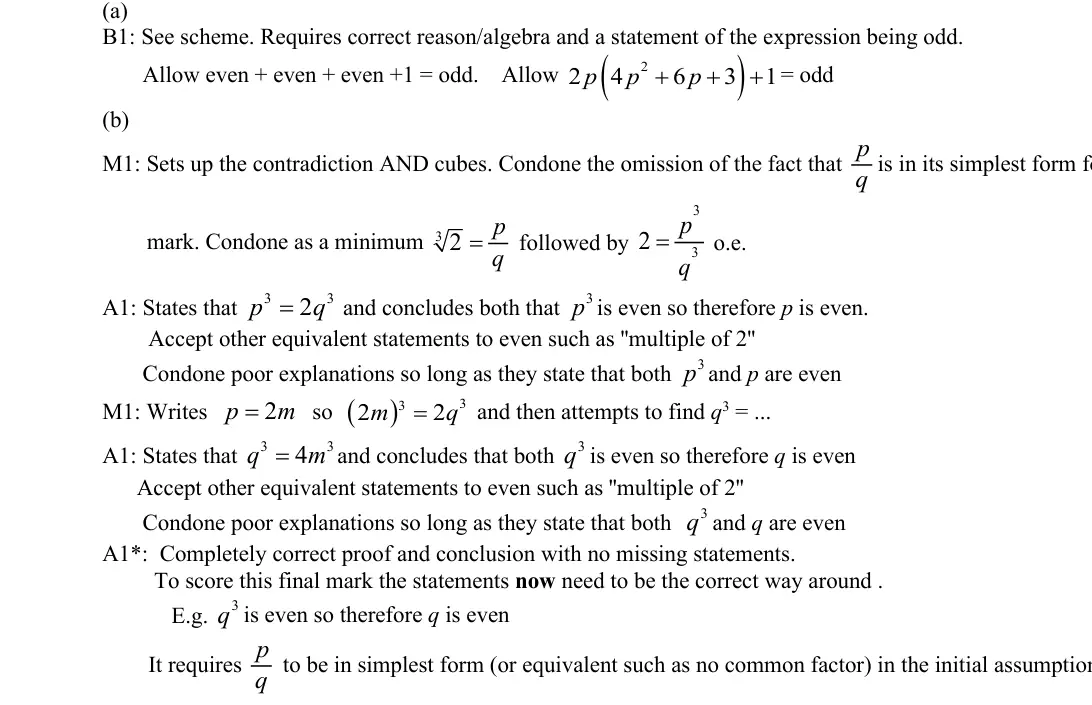 (a)
B1: See scheme. Requires correct reason/algebra and a statement of the expression being odd.
Allow even + even + even +1 = odd. Allow 2p(4p² + 6p + 3) + 1 = odd
(b)
M1: Sets up the contradiction AND cubes. Condone the omission of the fact that p/q is in its simplest form
mark. Condone as a minimum ∛2 = p/q followed by 2 = p³/q³ o.e.
A1: States that p³ = 2q³ and concludes both that p³ is even so therefore p is even.
Accept other equivalent statements to even such as "multiple of 2"
Condone poor explanations so long as they state that both p³ and p are even
M1: Writes p = 2m so (2m)³ = 2q³ and then attempts to find q³ = ...
A1: States that q³ = 4m³ and concludes that both q³ is even so therefore q is even
Accept other equivalent statements to even such as "multiple of 2"
Condone poor explanations so long as they state that both q³ and q are even
A1*: Completely correct proof and conclusion with no missing statements.
To score this final mark the statements now need to be the correct way around .
E.g. q³ is even so therefore q is even
It requires p/q to be in simplest form (or equivalent such as no common factor) in the initial assumption